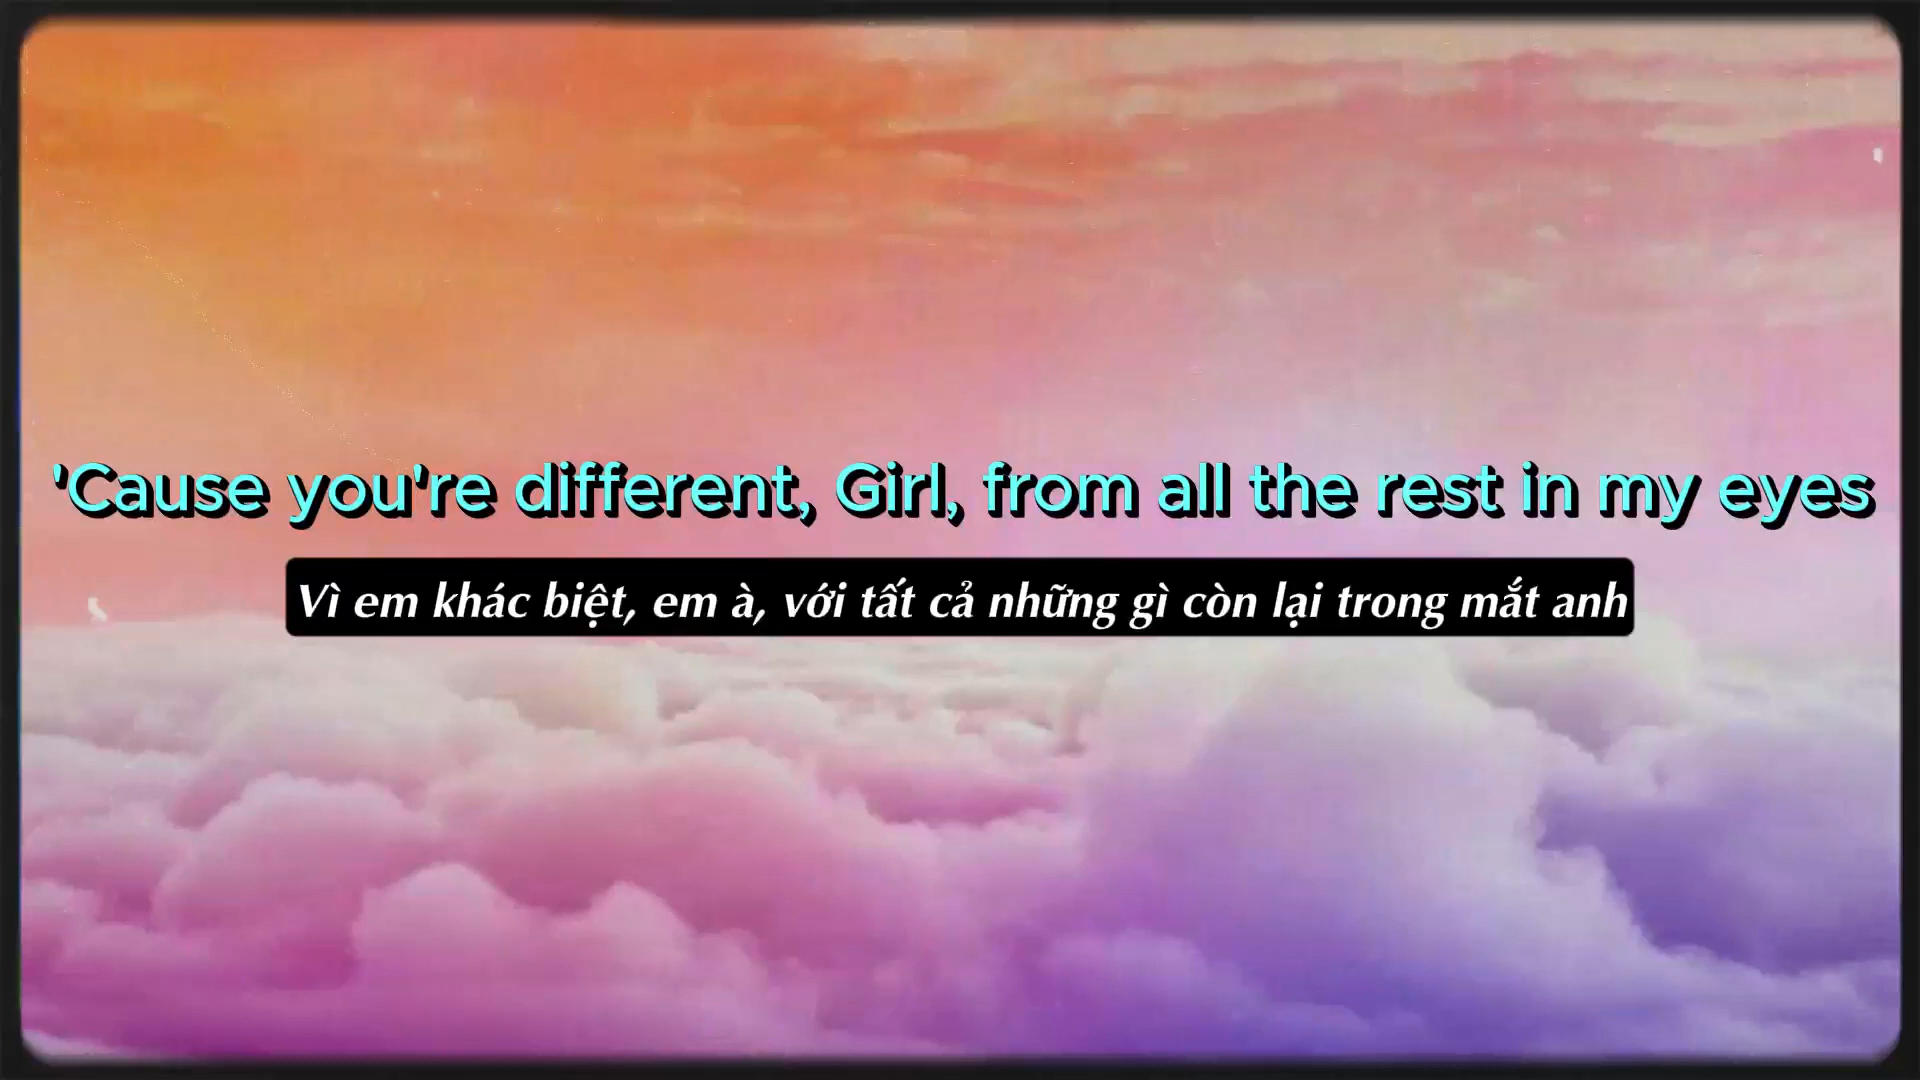 'Cause you're different, Girl, from all the rest in my eyes
Vì em khác biệt, em à, với tất cả những gì còn lại trong mắt anh